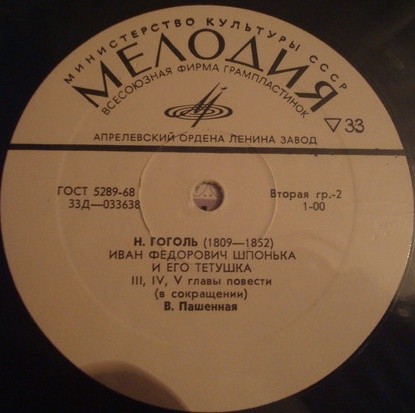 МИНИСТЕРСТВО КУЛЬТУРЫ СССР
МЕЛОДИЯ
ВСЕСОЮЗНАЯ ФИРМА ГРАМПЛАСТИНОК
▽33
АПРЕЛЕВСКИЙ ОРДЕНА ЛЕНИНА ЗАВОД
ГОСТ 5289-68
33Д—033638
Вторая гр.-2
1-00
Н. ГОГОЛЬ (1809—1852)
ИВАН ФЕДОРОВИЧ ШПОНЬКА
И ЕГО ТЕТУШКА
III, IV, V главы повести
(в сокращении)
В. Пашенная